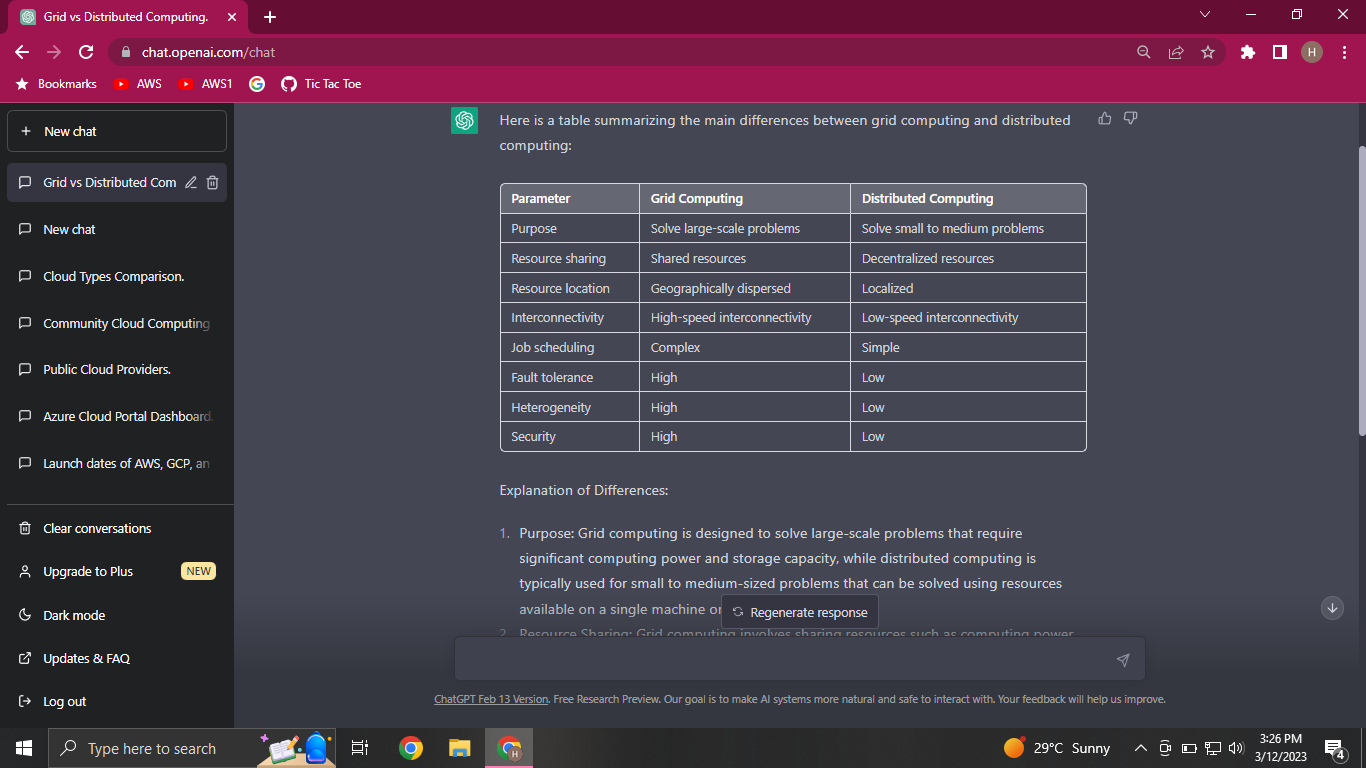 Grid vs Distributed Computing.
chat.openai.com/chat
H
Bookmarks AWS AWS1 Tic Tac Toe
New chat
Grid vs Distributed Com
New chat
Cloud Types Comparison.
Community Cloud Computing
Public Cloud Providers.
Azure Cloud Portal Dashboard.
Launch dates of AWS, GCP, an
Clear conversations
Upgrade to Plus NEW
Dark mode
Updates & FAQ
Log out
Here is a table summarizing the main differences between grid computing and distributed
computing:
Parameter Grid Computing Distributed Computing
Purpose Solve large-scale problems Solve small to medium problems
Resource sharing Shared resources Decentralized resources
Resource location Geographically dispersed Localized
Interconnectivity High-speed interconnectivity Low-speed interconnectivity
Job scheduling Complex Simple
Fault tolerance High Low
Heterogeneity High Low
Security High Low
Explanation of Differences:
1. Purpose: Grid computing is designed to solve large-scale problems that require
significant computing power and storage capacity, while distributed computing is
typically used for small to medium-sized problems that can be solved using resources
available on a single machine or
2. Resource Sharing: Grid computing involves sharing resources such as computing power
Regenerate response
ChatGPT Feb 13 Version. Free Research Preview. Our goal is to make AI systems more natural and safe to interact with. Your feedback will help us improve.
Type here to search
H
29°C Sunny
3:26 PM
3/12/2023
4